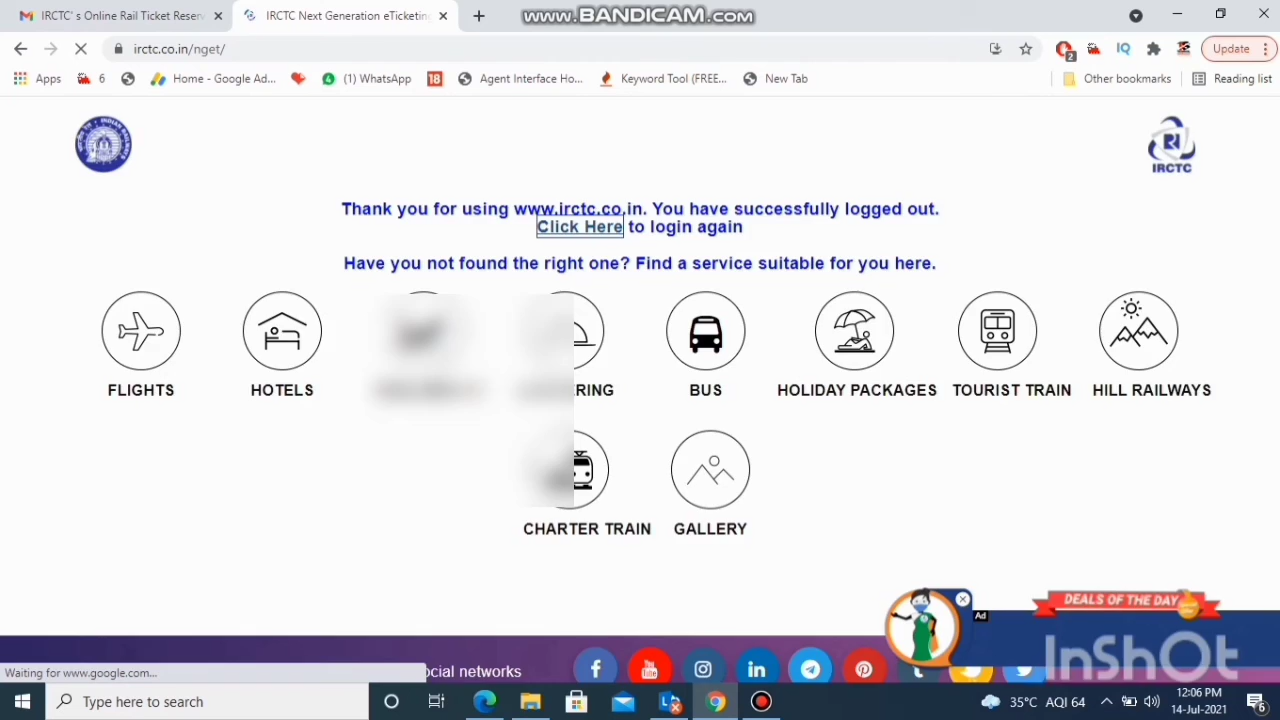 IRCTC' s Online Rail Ticket Reserv
IRCTC Next Generation eTicketing
WWW.BANDICAM.COM
irctc.co.in/nget/
2
IQ
Update
Apps
6
Home - Google Ad...
(1) WhatsApp
18
Agent Interface Ho...
Keyword Tool (FREE...
New Tab
Other bookmarks
Reading list
IRCTC
Thank you for using www.irctc.co.in. You have successfully logged out.
Click Here to login again
Have you not found the right one? Find a service suitable for you here.
FLIGHTS
HOTELS
BUS
HOLIDAY PACKAGES
TOURIST TRAIN
HILL RAILWAYS
CHARTER TRAIN
GALLERY
DEALS OF THE DAY
Ad
InShOt
Waiting for www.google.com...
ocial networks
Type here to search
35°C AQI 64
12:06 PM
14-Jul-2021
6